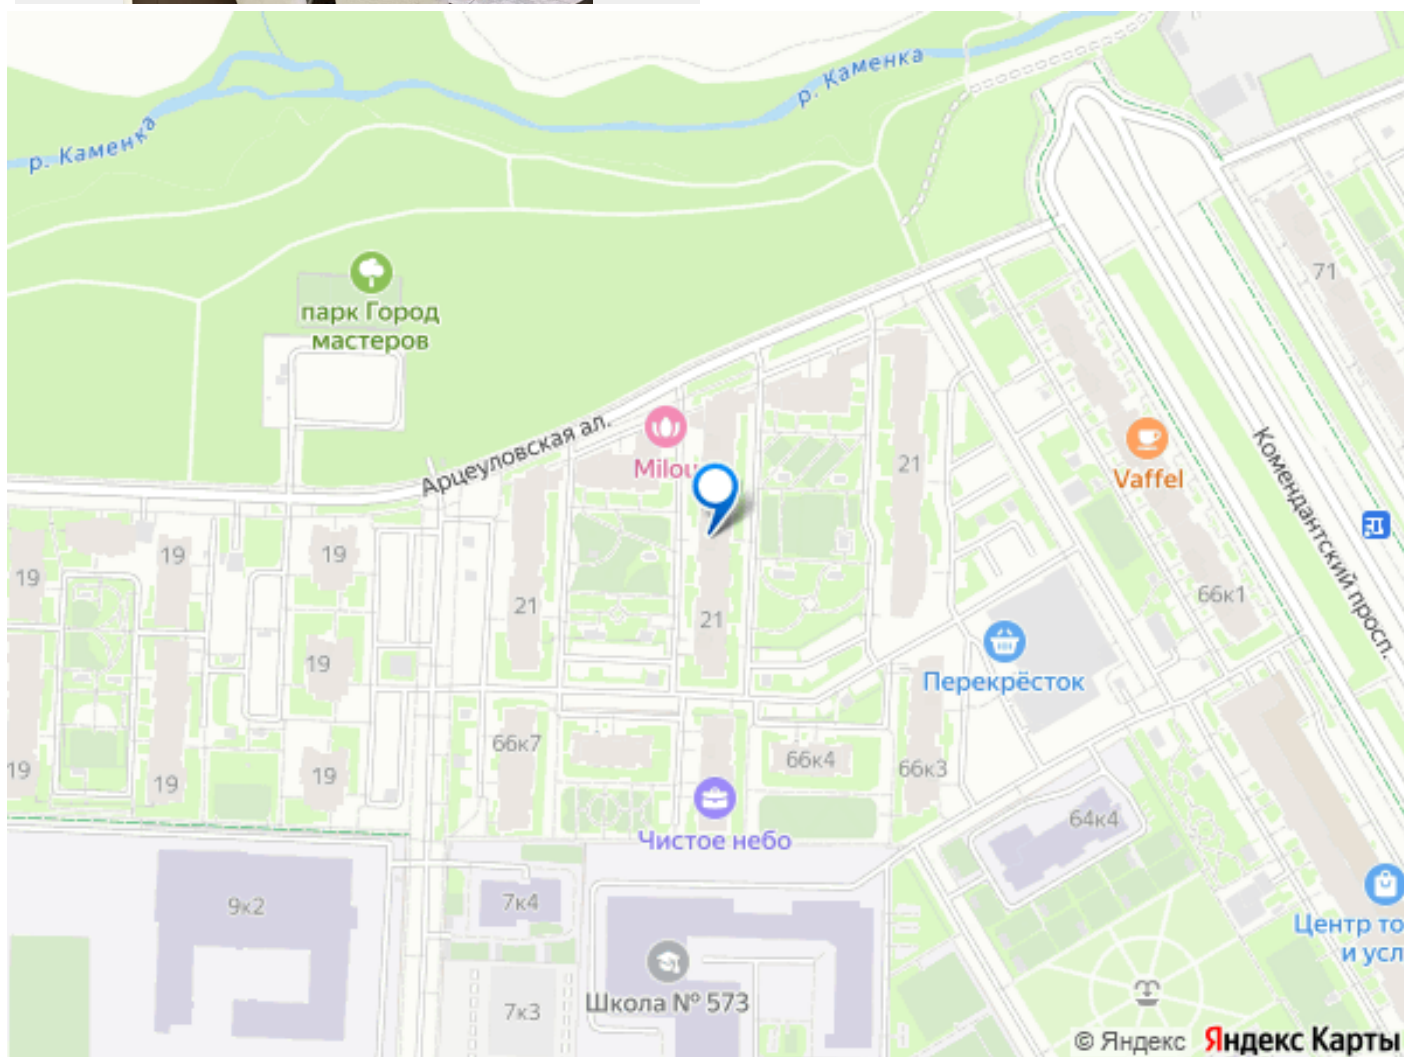 р. Каменка
р. Каменка
71
парк Город
мастеров
Арцеуловская ал.
Milou
21
Vaffel
Комендантский просп.
19
19
19
21
21
66к1
19
Перекрёсток
66к7
66к4
66к3
19
19
19
64к4
Чистое небо
9к2
7к4
Центр то
и усл
Школа № 573
7к3
© Яндекс Яндекс Карты